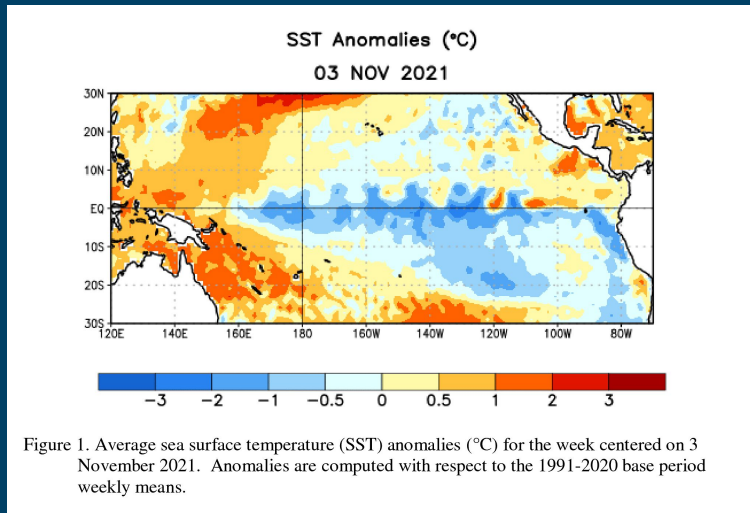 SST Anomalies (°C)
03 NOV 2021
30N
20N
10N
EQ
10S
20S
30S
120E 140E 160E 180 160W 140W 120W 100W 80W
−3 −2 −1 −0.5 0 0.5 1 2 3
Figure 1. Average sea surface temperature (SST) anomalies (°C) for the week centered on 3
November 2021. Anomalies are computed with respect to the 1991-2020 base period
weekly means.